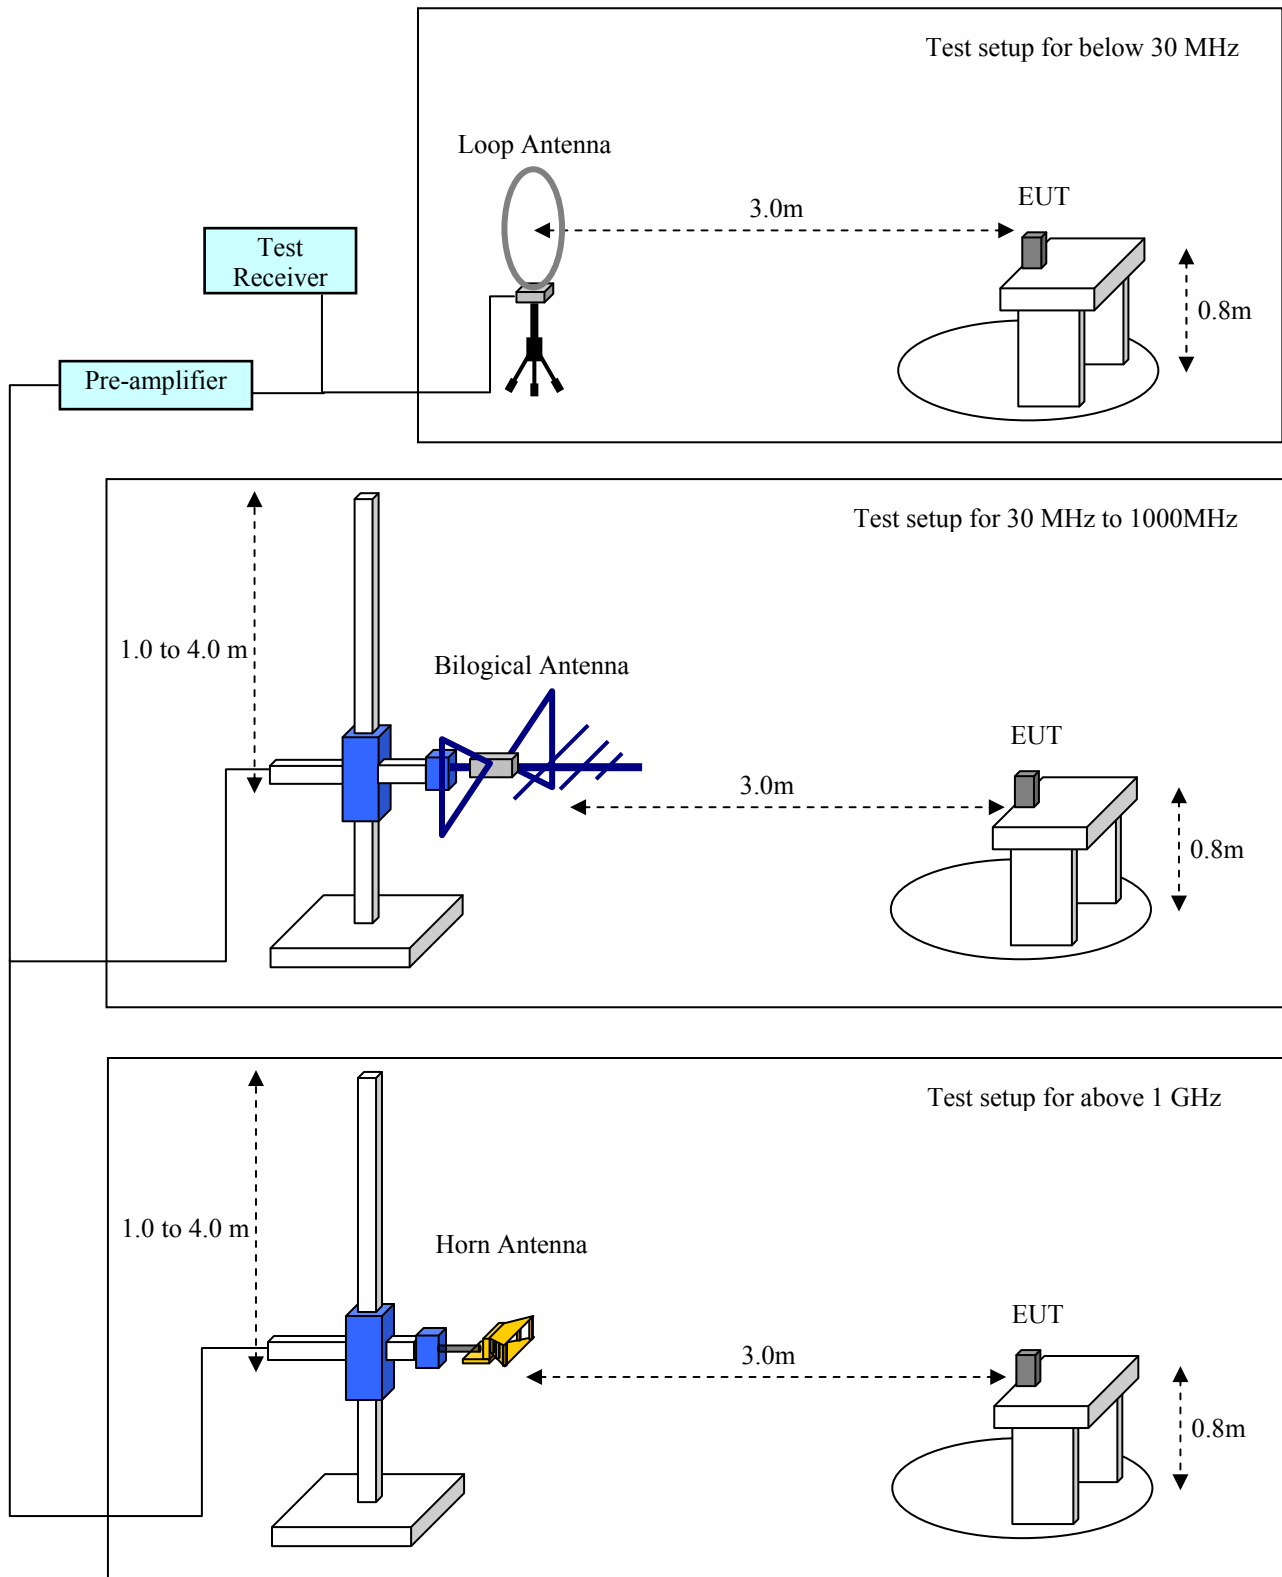 Test setup for below 30 MHz
Loop Antenna
EUT
3.0m
Test
Receiver
0.8m
Pre-amplifier
Test setup for 30 MHz to 1000MHz
1.0 to 4.0 m
Bilogical Antenna
EUT
3.0m
0.8m
Test setup for above 1 GHz
1.0 to 4.0 m
Horn Antenna
EUT
3.0m
0.8m